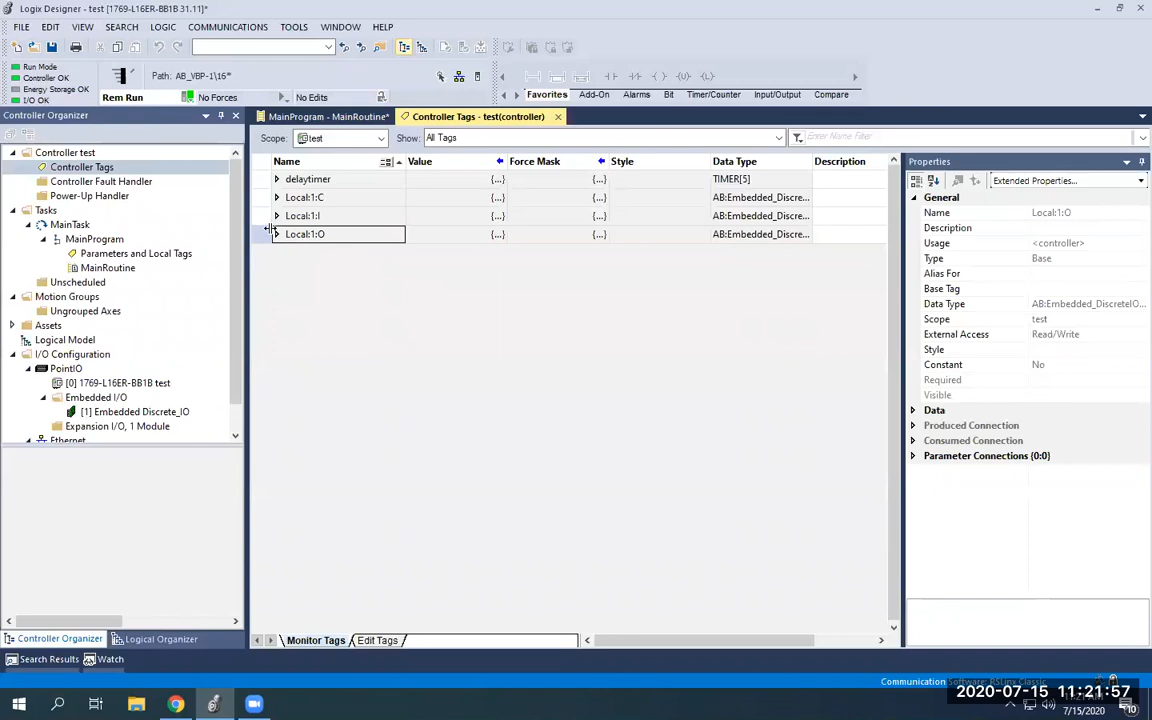 Logix Designer - test [1769-L16ER-BB1B 31.11]*
FILE EDIT VIEW SEARCH LOGIC COMMUNICATIONS TOOLS WINDOW HELP
Run Mode
Controller OK
Energy Storage OK
I/O OK
Path: AB_VBP-1\16*
Rem Run No Forces No Edits
Favorites Add-On Alarms Bit Timer/Counter Input/Output Compare
Controller Organizer
Controller test
Controller Tags
Controller Fault Handler
Power-Up Handler
Tasks
MainTask
MainProgram
Parameters and Local Tags
MainRoutine
Unscheduled
Motion Groups
Ungrouped Axes
Assets
Logical Model
I/O Configuration
PointIO
[0] 1769-L16ER-BB1B test
Embedded I/O
[1] Embedded Discrete_IO
Expansion I/O, 1 Module
Ethernet
Controller Organizer Logical Organizer
MainProgram - MainRoutine* Controller Tags - test(controller)
Scope: test Show: All Tags Enter Name Filter
Name Value Force Mask Style Data Type Description
delaytimer {...} {...} TIMER[5]
Local:1:C {...} {...} AB:Embedded_Discre...
Local:1:I {...} {...} AB:Embedded_Discre...
Local:1:O {...} {...} AB:Embedded_Discre...
Monitor Tags Edit Tags
Properties
Extended Properties...
General
Name Local:1:O
Description
Usage <controller>
Type Base
Alias For
Base Tag
Data Type AB:Embedded_DiscreteIO...
Scope test
External Access Read/Write
Style
Constant No
Required
Visible
Data
Produced Connection
Consumed Connection
Parameter Connections {0:0}
Search Results Watch
Communication Software: RSLinx Classic
2020-07-15 11:21:57
7/15/2020
10